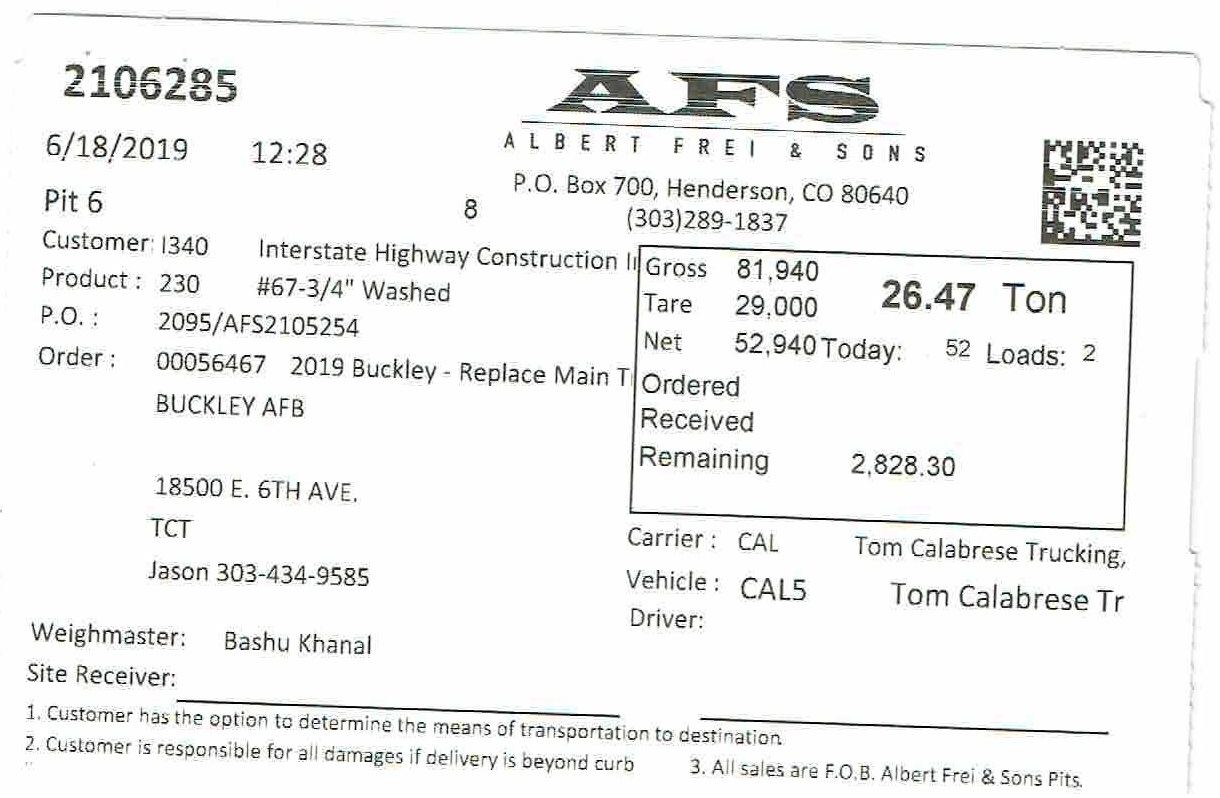 2106285
AFS
ALBERT FREI & SONS
6/18/2019 12:28
P.O. Box 700, Henderson, CO 80640
Pit 6 8 (303)289-1837
Customer: I340 Interstate Highway Construction I
Product : 230 #67-3/4" Washed
P.O. : 2095/AFS2105254
Order : 00056467 2019 Buckley - Replace Main T
BUCKLEY AFB
18500 E. 6TH AVE.
TCT
Jason 303-434-9585
Gross 81,940 26.47 Ton
Tare 29,000
Net 52,940 Today: 52 Loads: 2
Ordered
Received
Remaining 2,828.30
Carrier : CAL Tom Calabrese Trucking,
Vehicle : CAL5 Tom Calabrese Tr
Driver:
Weighmaster: Bashu Khanal
Site Receiver:
1. Customer has the option to determine the means of transportation to destination
2. Customer is responsible for all damages if delivery is beyond curb 3. All sales are F.O.B. Albert Frei & Sons Pits.